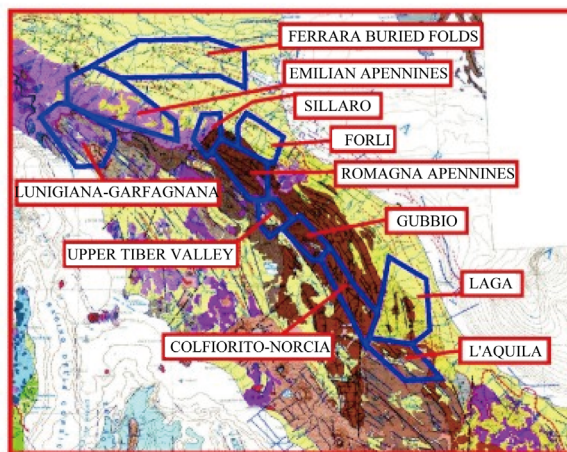 FERRARA BURIED FOLDS
EMILIAN APENNINES
SILLARO
FORLI
LUNIGIANA-GARFAGNANA
ROMAGNA APENNINES
GUBBIO
UPPER TIBER VALLEY
LAGA
COLFIORITO-NORCIA
L'AQUILA